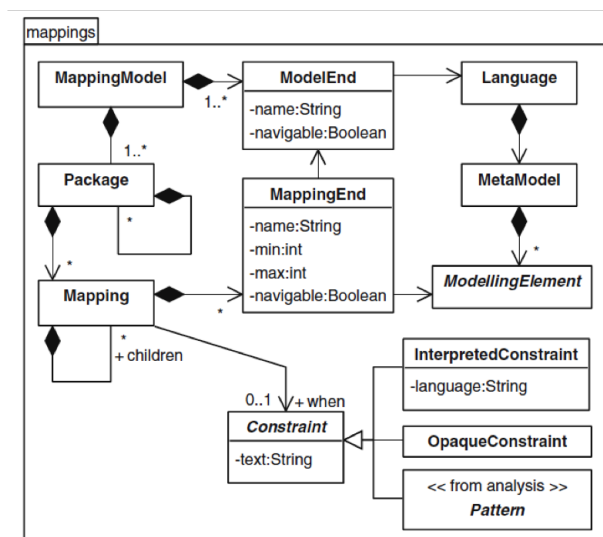 mappings
MappingModel
1..*
ModelEnd
-name:String
-navigable:Boolean
Language
1..*
Package
*
MappingEnd
-name:String
-min:int
-max:int
-navigable:Boolean
MetaModel
*
*
Mapping
*
ModellingElement
*
+ children
0..1
+ when
Constraint
-text:String
InterpretedConstraint
-language:String
OpaqueConstraint
<< from analysis >>
Pattern